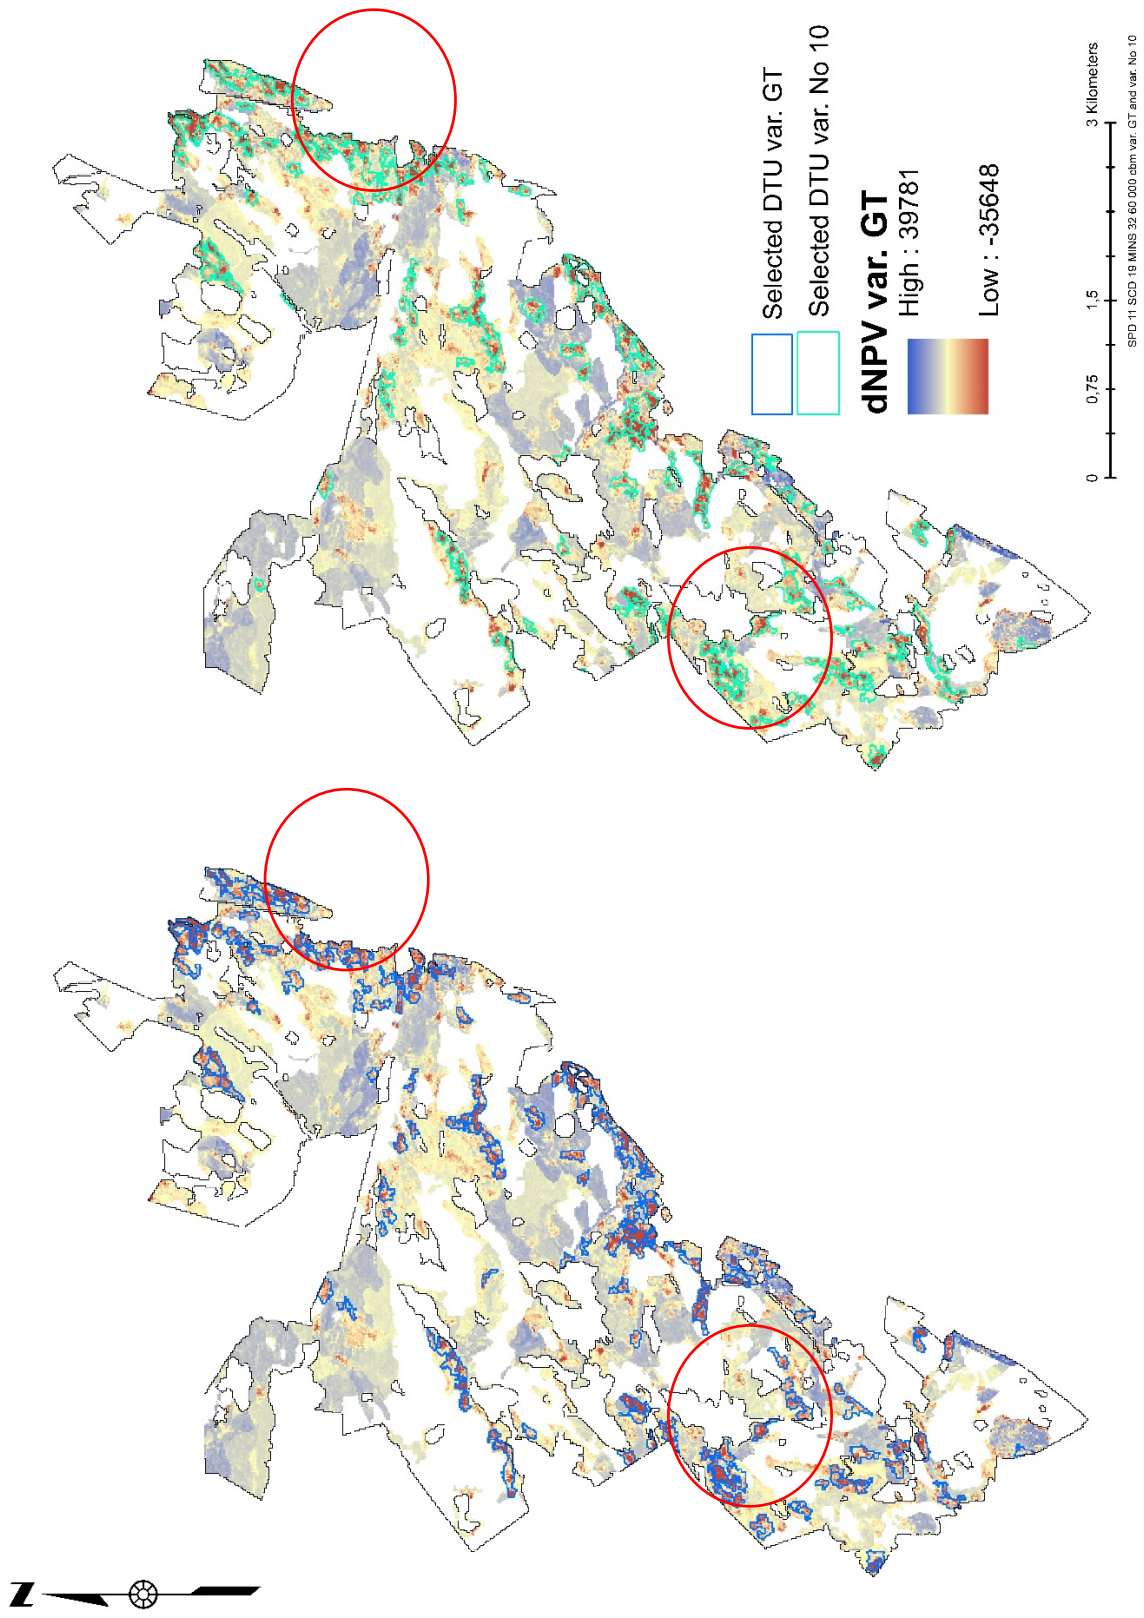 Selected DTU var. GT
Selected DTU var. No 10
dNPV var. GT
High : 39781
Low : -35648
0 0,75 1,5 3 Kilometers
SPD 11 SCD 19 MINS 32 60 000 cbm var. GT and var. No 10
N